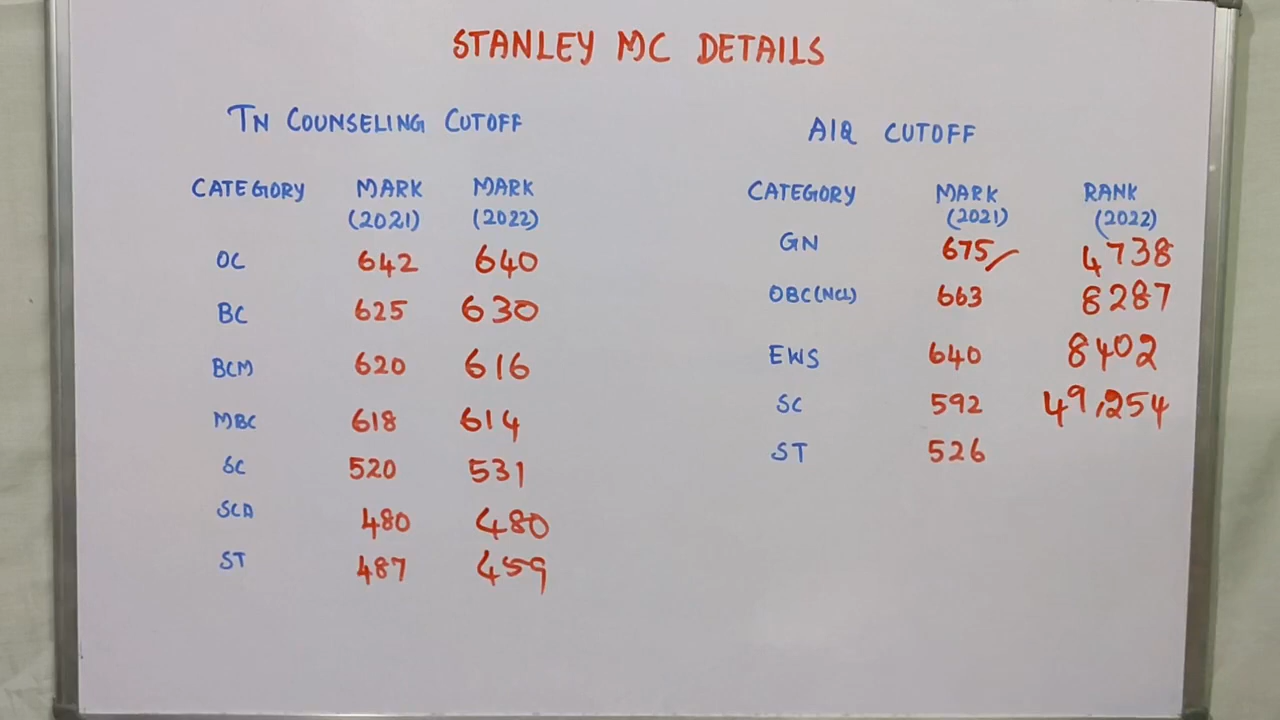 STANLEY MC DETAILS
TN COUNSELING CUTOFF
CATEGORY MARK (2021) MARK (2022)
OC 642 640
BC 625 630
BCM 620 616
MBC 618 614
SC 520 531
SCA 480 480
ST 487 459
AIQ CUTOFF
CATEGORY MARK (2021) RANK (2022)
GN 675 4738
OBC(NCL) 663 8287
EWS 640 8402
SC 592 49,254
ST 526